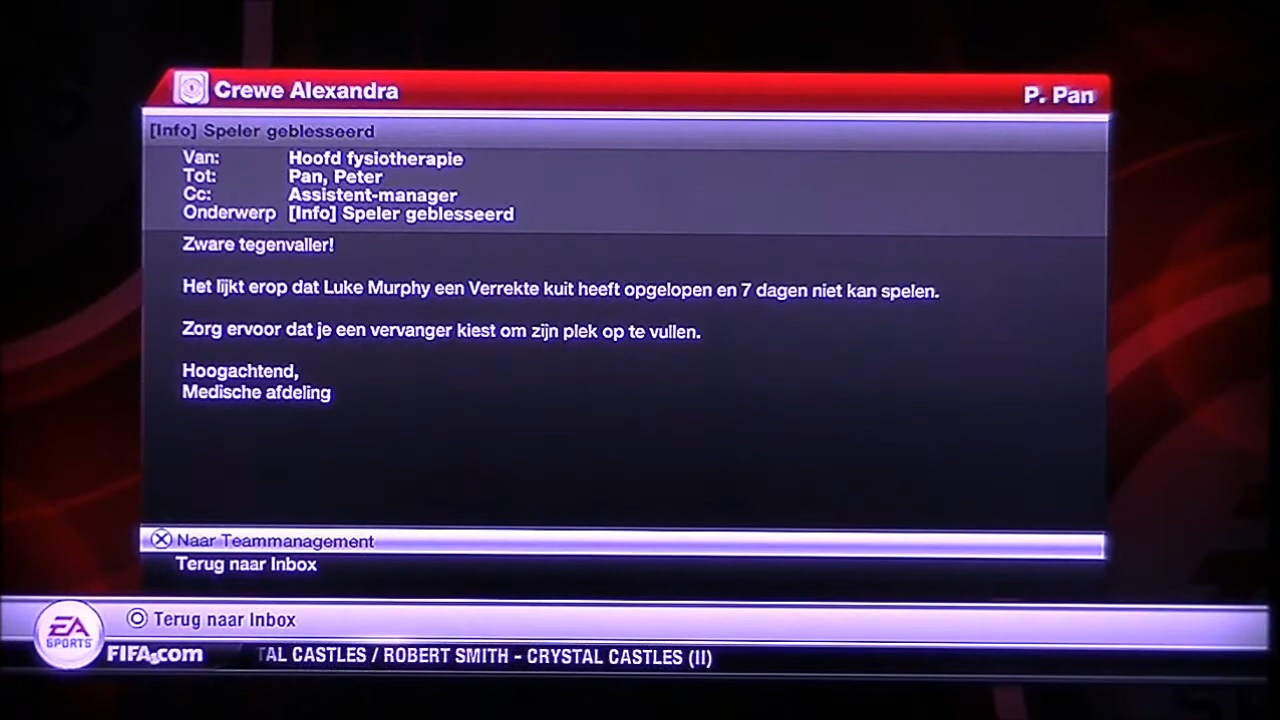 Crewe Alexandra
P. Pan
[Info] Speler geblesseerd
Van: Hoofd fysiotherapie
Tot: Pan, Peter
Cc: Assistent-manager
Onderwerp [Info] Speler geblesseerd
Zware tegenvaller!
Het lijkt erop dat Luke Murphy een Verrekte kuit heeft opgelopen en 7 dagen niet kan spelen.
Zorg ervoor dat je een vervanger kiest om zijn plek op te vullen.
Hoogachtend,
Medische afdeling
Naar Teammanagement
Terug naar Inbox
Terug naar Inbox
EA
SPORTS
FIFA.com
TAL CASTLES / ROBERT SMITH - CRYSTAL CASTLES (II)